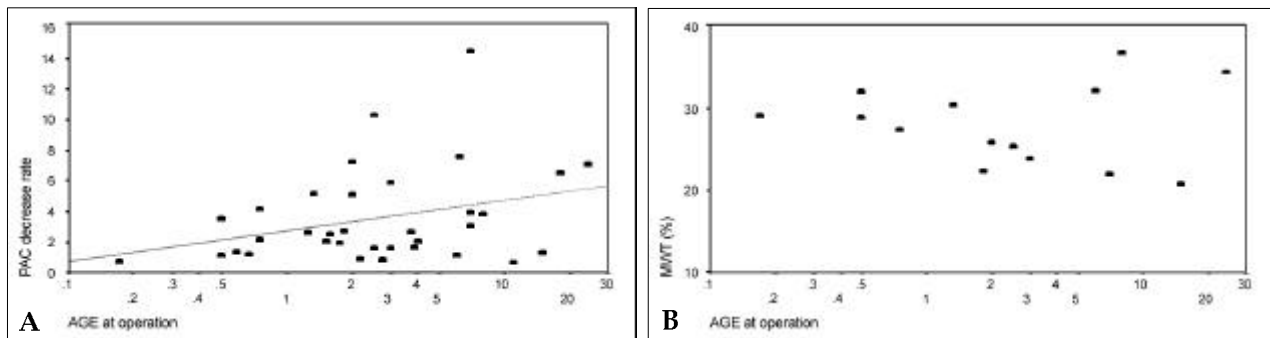 16
14
12
10
8
6
4
2
0
PAC decrease rate
.1 .3 .5 1 2 3 4 5 10 20 30
.2 .4
AGE at operation
A
40
30
20
10
MWT (%)
.1 .3 .5 2 4 10 30
.2 .4 1 3 5 20
AGE at operation
B